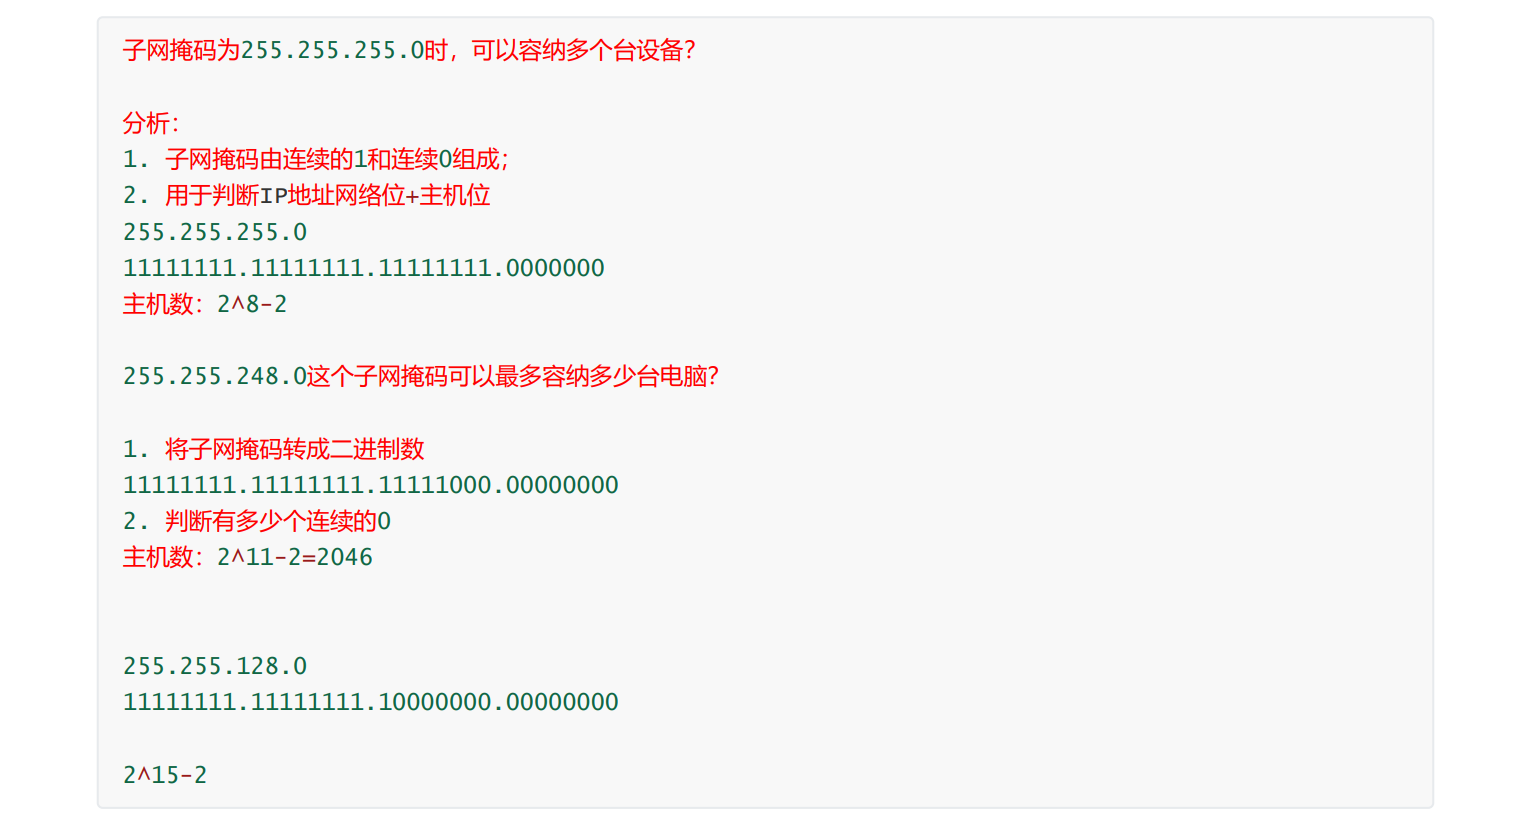 子网掩码为255.255.255.0时，可以容纳多个台设备？
分析：
1. 子网掩码由连续的1和连续0组成；
2. 用于判断IP地址网络位+主机位
255.255.255.0
11111111.11111111.11111111.0000000
主机数：2^8-2
255.255.248.0这个子网掩码可以最多容纳多少台电脑？
1. 将子网掩码转成二进制数
11111111.11111111.11111000.00000000
2. 判断有多少个连续的0
主机数：2^11-2=2046
255.255.128.0
11111111.11111111.10000000.00000000
2^15-2